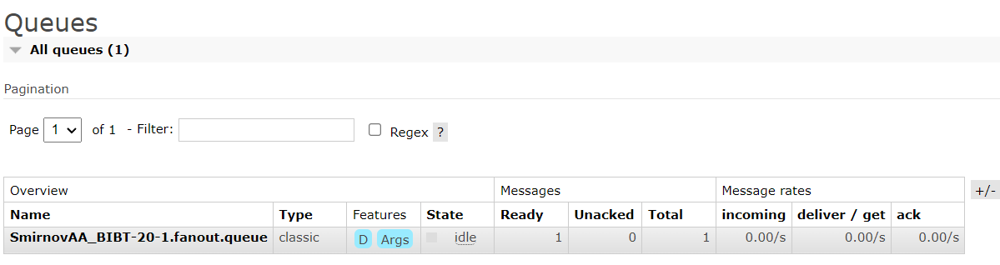 Queues
All queues (1)
Pagination
Page 1 of 1 - Filter: Regex ?
Overview Messages Message rates +/-
Name Type Features State Ready Unacked Total incoming deliver / get ack
SmirnovAA_BIBT-20-1.fanout.queue classic D Args idle 1 0 1 0.00/s 0.00/s 0.00/s